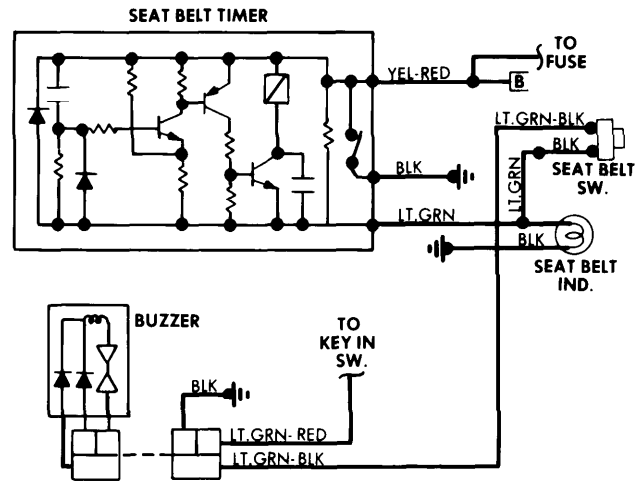 SEAT BELT TIMER
TO
FUSE
YEL-RED
B
LT.GRN-BLK
BLK
BLK
SEAT BELT
SW.
LT.GRN
LT.GRN
BLK
SEAT BELT
IND.
BUZZER
TO
KEY IN
SW.
BLK
LT.GRN-RED
LT.GRN-BLK